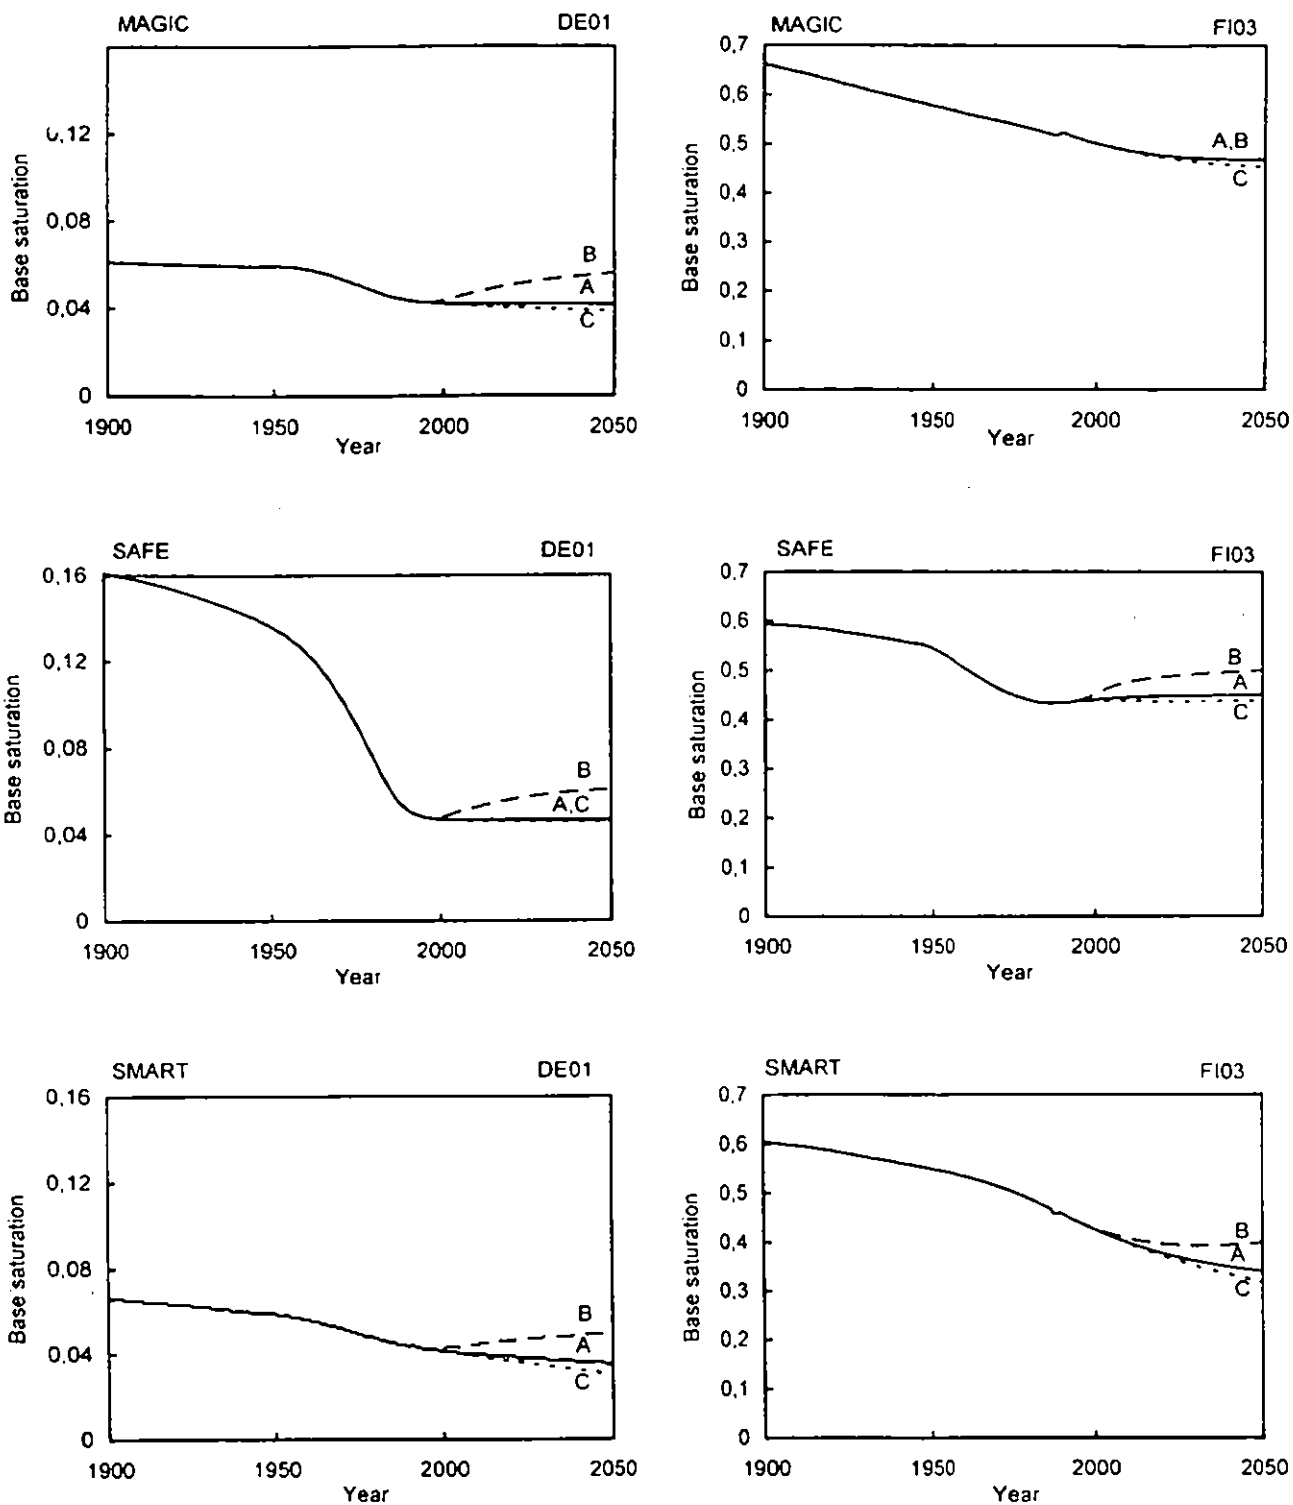 MAGIC DE01
0,12
0,08
0,04
0
Base saturation
B
A
C
1900 1950 2000 2050
Year
MAGIC FI03
0,7
0,6
0,5
0,4
0,3
0,2
0,1
0
Base saturation
A,B
C
1900 1950 2000 2050
Year
SAFE DE01
0,16
0,12
0,08
0,04
0
Base saturation
B
A,C
1900 1950 2000 2050
Year
SAFE FI03
0,7
0,6
0,5
0,4
0,3
0,2
0,1
0
Base saturation
B
A
C
1900 1950 2000 2050
Year
SMART DE01
0,16
0,12
0,08
0,04
0
Base saturation
B
A
C
1900 1950 2000 2050
Year
SMART FI03
0,7
0,6
0,5
0,4
0,3
0,2
0,1
0
Base saturation
B
A
C
1900 1950 2000 2050
Year